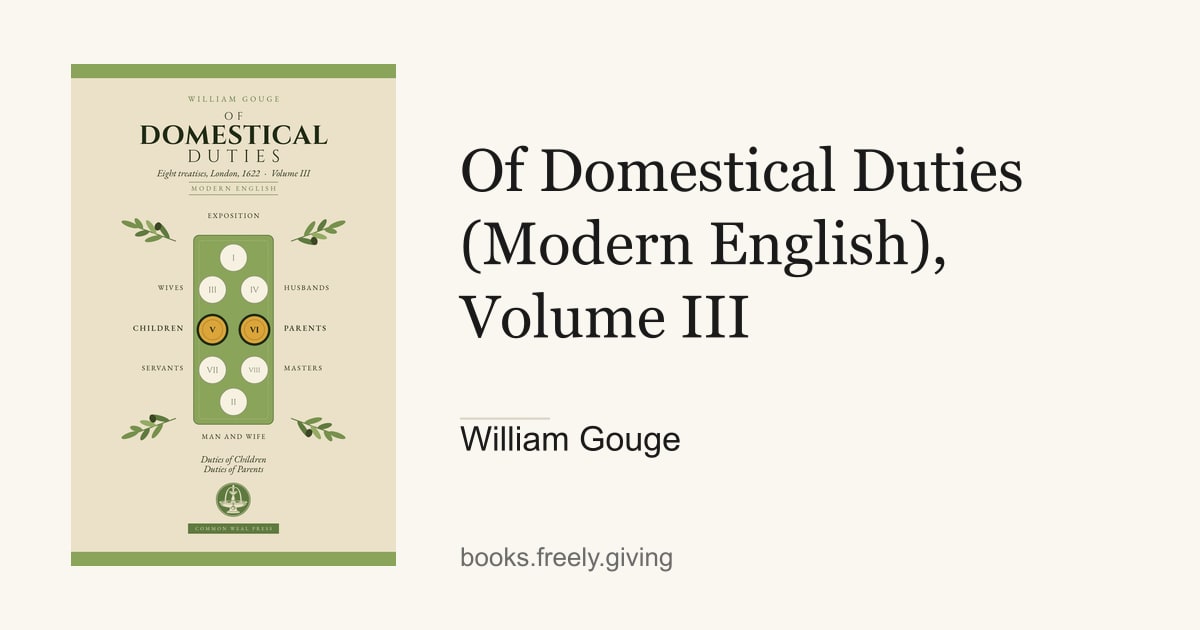 WILLIAM GOUGE
OF
DOMESTICAL
DUTIES
Eight treatises, London, 1622 · Volume III
MODERN ENGLISH
EXPOSITION
I
WIVES III IV HUSBANDS
CHILDREN V VI PARENTS
SERVANTS VII VIII MASTERS
II
MAN AND WIFE
Duties of Children
Duties of Parents
COMMON WEAL PRESS
Of Domestical Duties
(Modern English),
Volume III
William Gouge
books.freely.giving